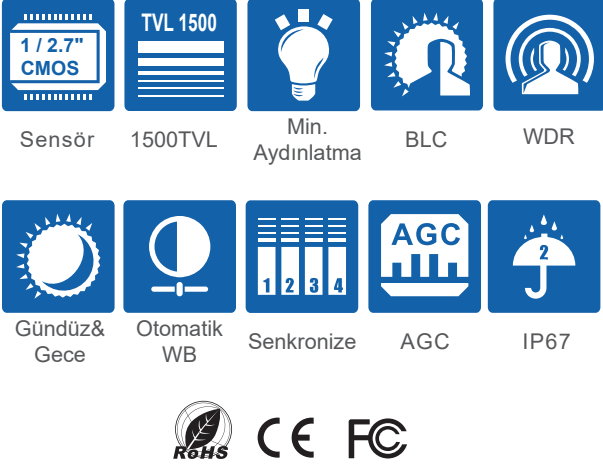 1 / 2.7"
CMOS
TVL 1500
Sensör
1500TVL
Min.
Aydınlatma
BLC
WDR
1 2 3 4
AGC
2
Gündüz&
Gece
Otomatik
WB
Senkronize
AGC
IP67
RoHS CE FC